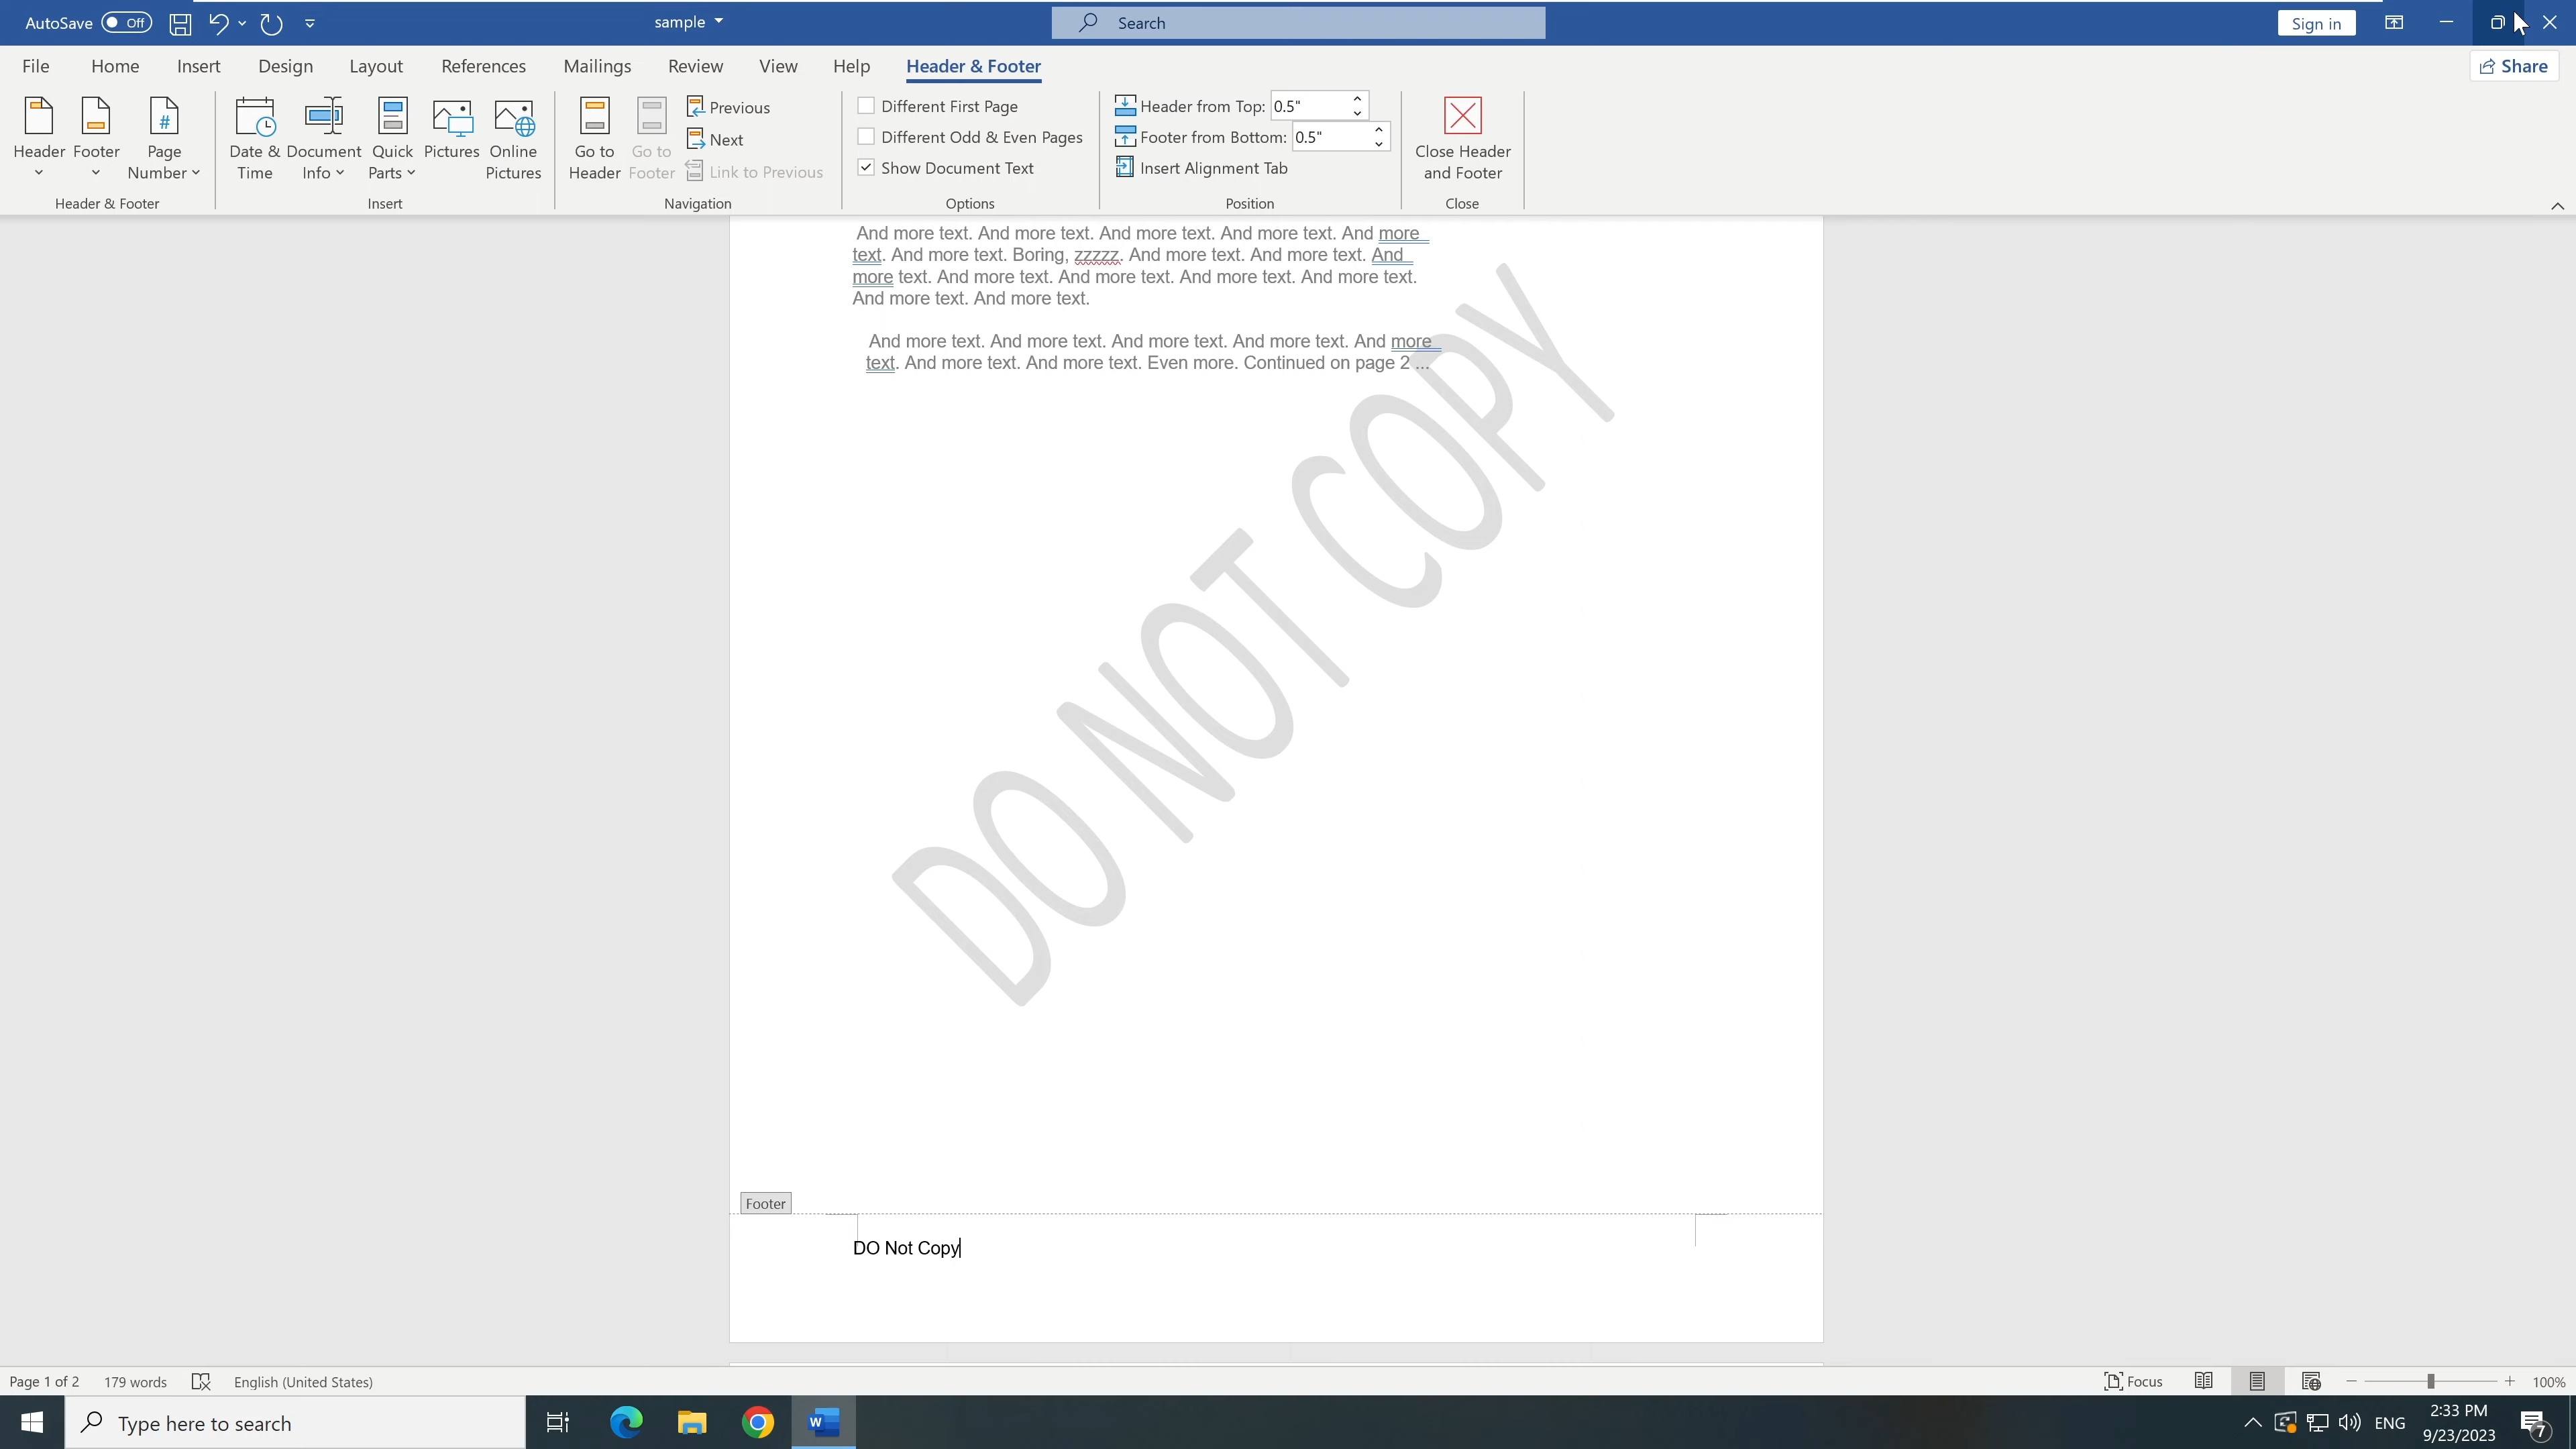 AutoSave Off sample Search Sign in
File Home Insert Design Layout References Mailings Review View Help Header & Footer Share
Header Footer Page Number
Header & Footer
Date & Time Document Info Quick Parts Pictures Online Pictures
Insert
Go to Header Go to Footer
Previous
Next
Link to Previous
Navigation
Different First Page
Different Odd & Even Pages
Show Document Text
Options
Header from Top: 0.5"
Footer from Bottom: 0.5"
Insert Alignment Tab
Position
Close Header and Footer
Close
And more text. And more text. And more text. And more text. And more
text. And more text. Boring, zzzzz. And more text. And more text. And
more text. And more text. And more text. And more text. And more text.
And more text. And more text.
And more text. And more text. And more text. And more text. And more
text. And more text. And more text. Even more. Continued on page 2 ...
DO NOT COPY
Footer
DO Not Copy
Page 1 of 2 179 words English (United States) Focus 100%
Type here to search ENG 2:33 PM
9/23/2023 7